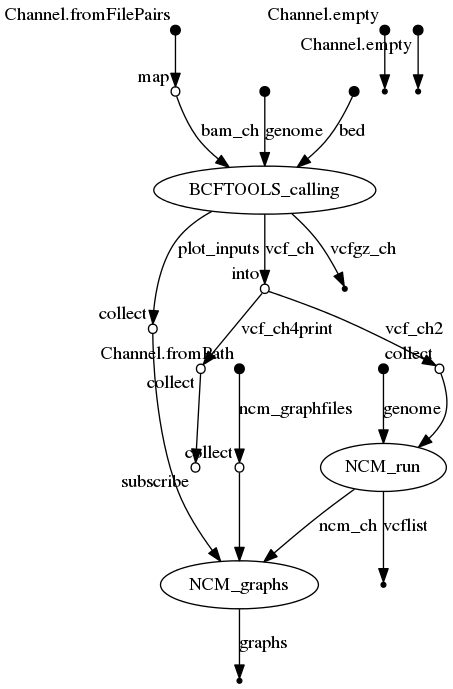 Channel.fromFilePairs
Channel.empty
Channel.empty
map
bam_ch
genome
bed
BCFTOOLS_calling
plot_inputs
vcf_ch
vcfgz_ch
into
collect
vcf_ch4print
vcf_ch2
Channel.fromPath
collect
collect
ncm_graphfiles
genome
collect
NCM_run
subscribe
ncm_ch
vcflist
NCM_graphs
graphs